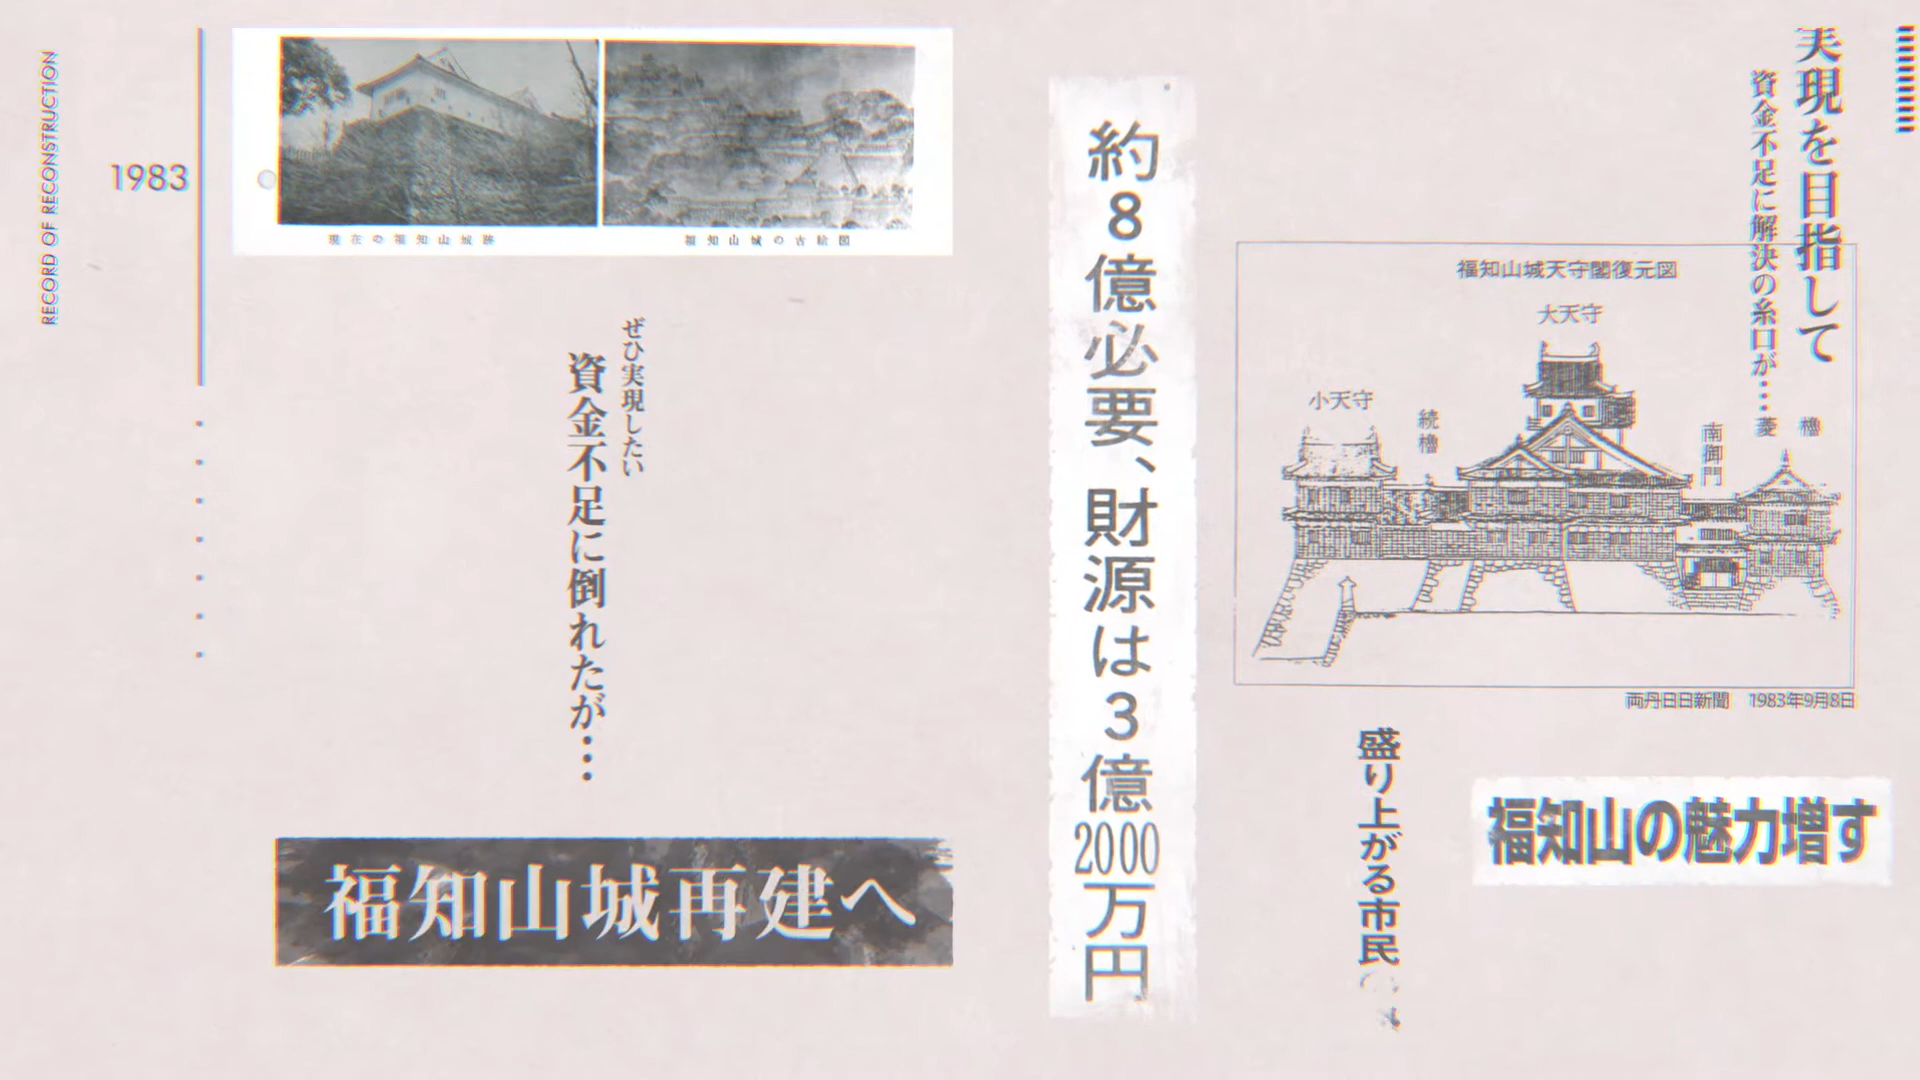 RECORD OF RECONSTRUCTION
1983
現在の福知山城跡
福知山城の古絵図
ぜひ実現したい
資金不足に倒れたが…
福知山城再建へ
約8億必要、財源は3億2000万円
実現を目指して
資金不足に解決の糸口が…
福知山城天守閣復元図
大天守
小天守
続櫓
南御門
菱櫓
両丹日日新聞 1983年9月8日
盛り上がる市民
福知山の魅力増す